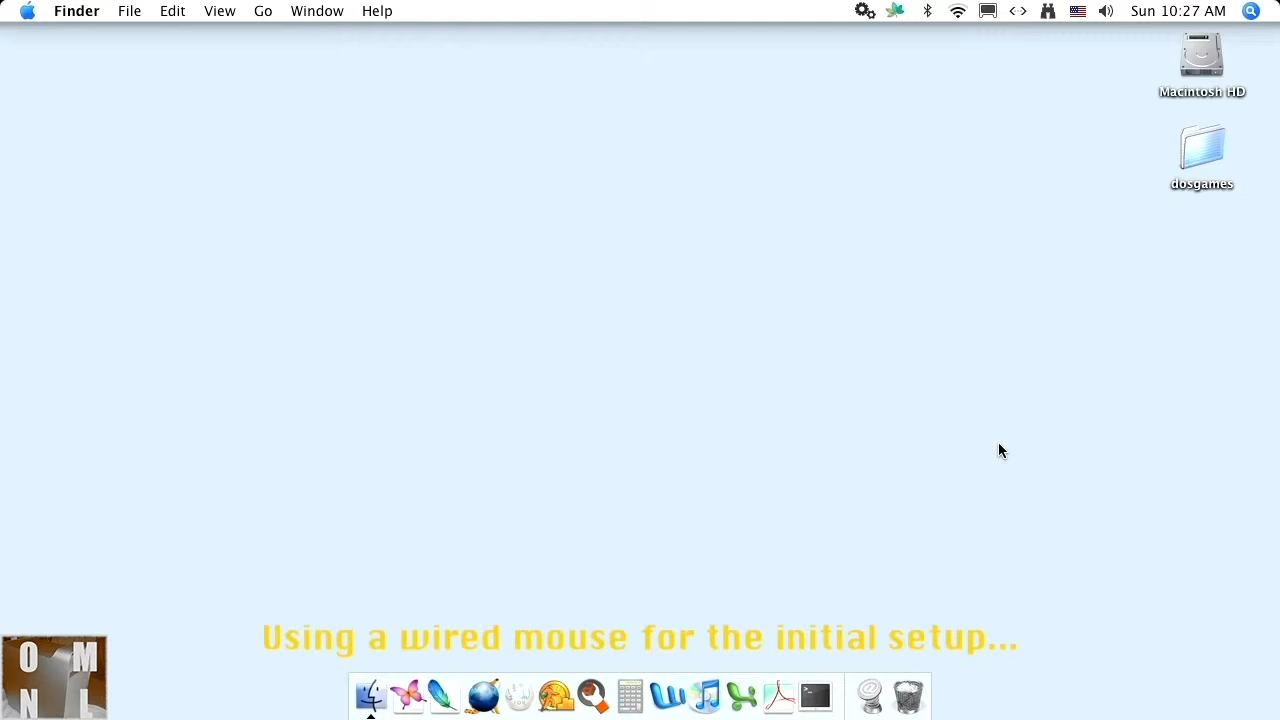 Finder File Edit View Go Window Help Sun 10:27 AM
Macintosh HD
dosgames
Using a wired mouse for the initial setup...
O M
N L